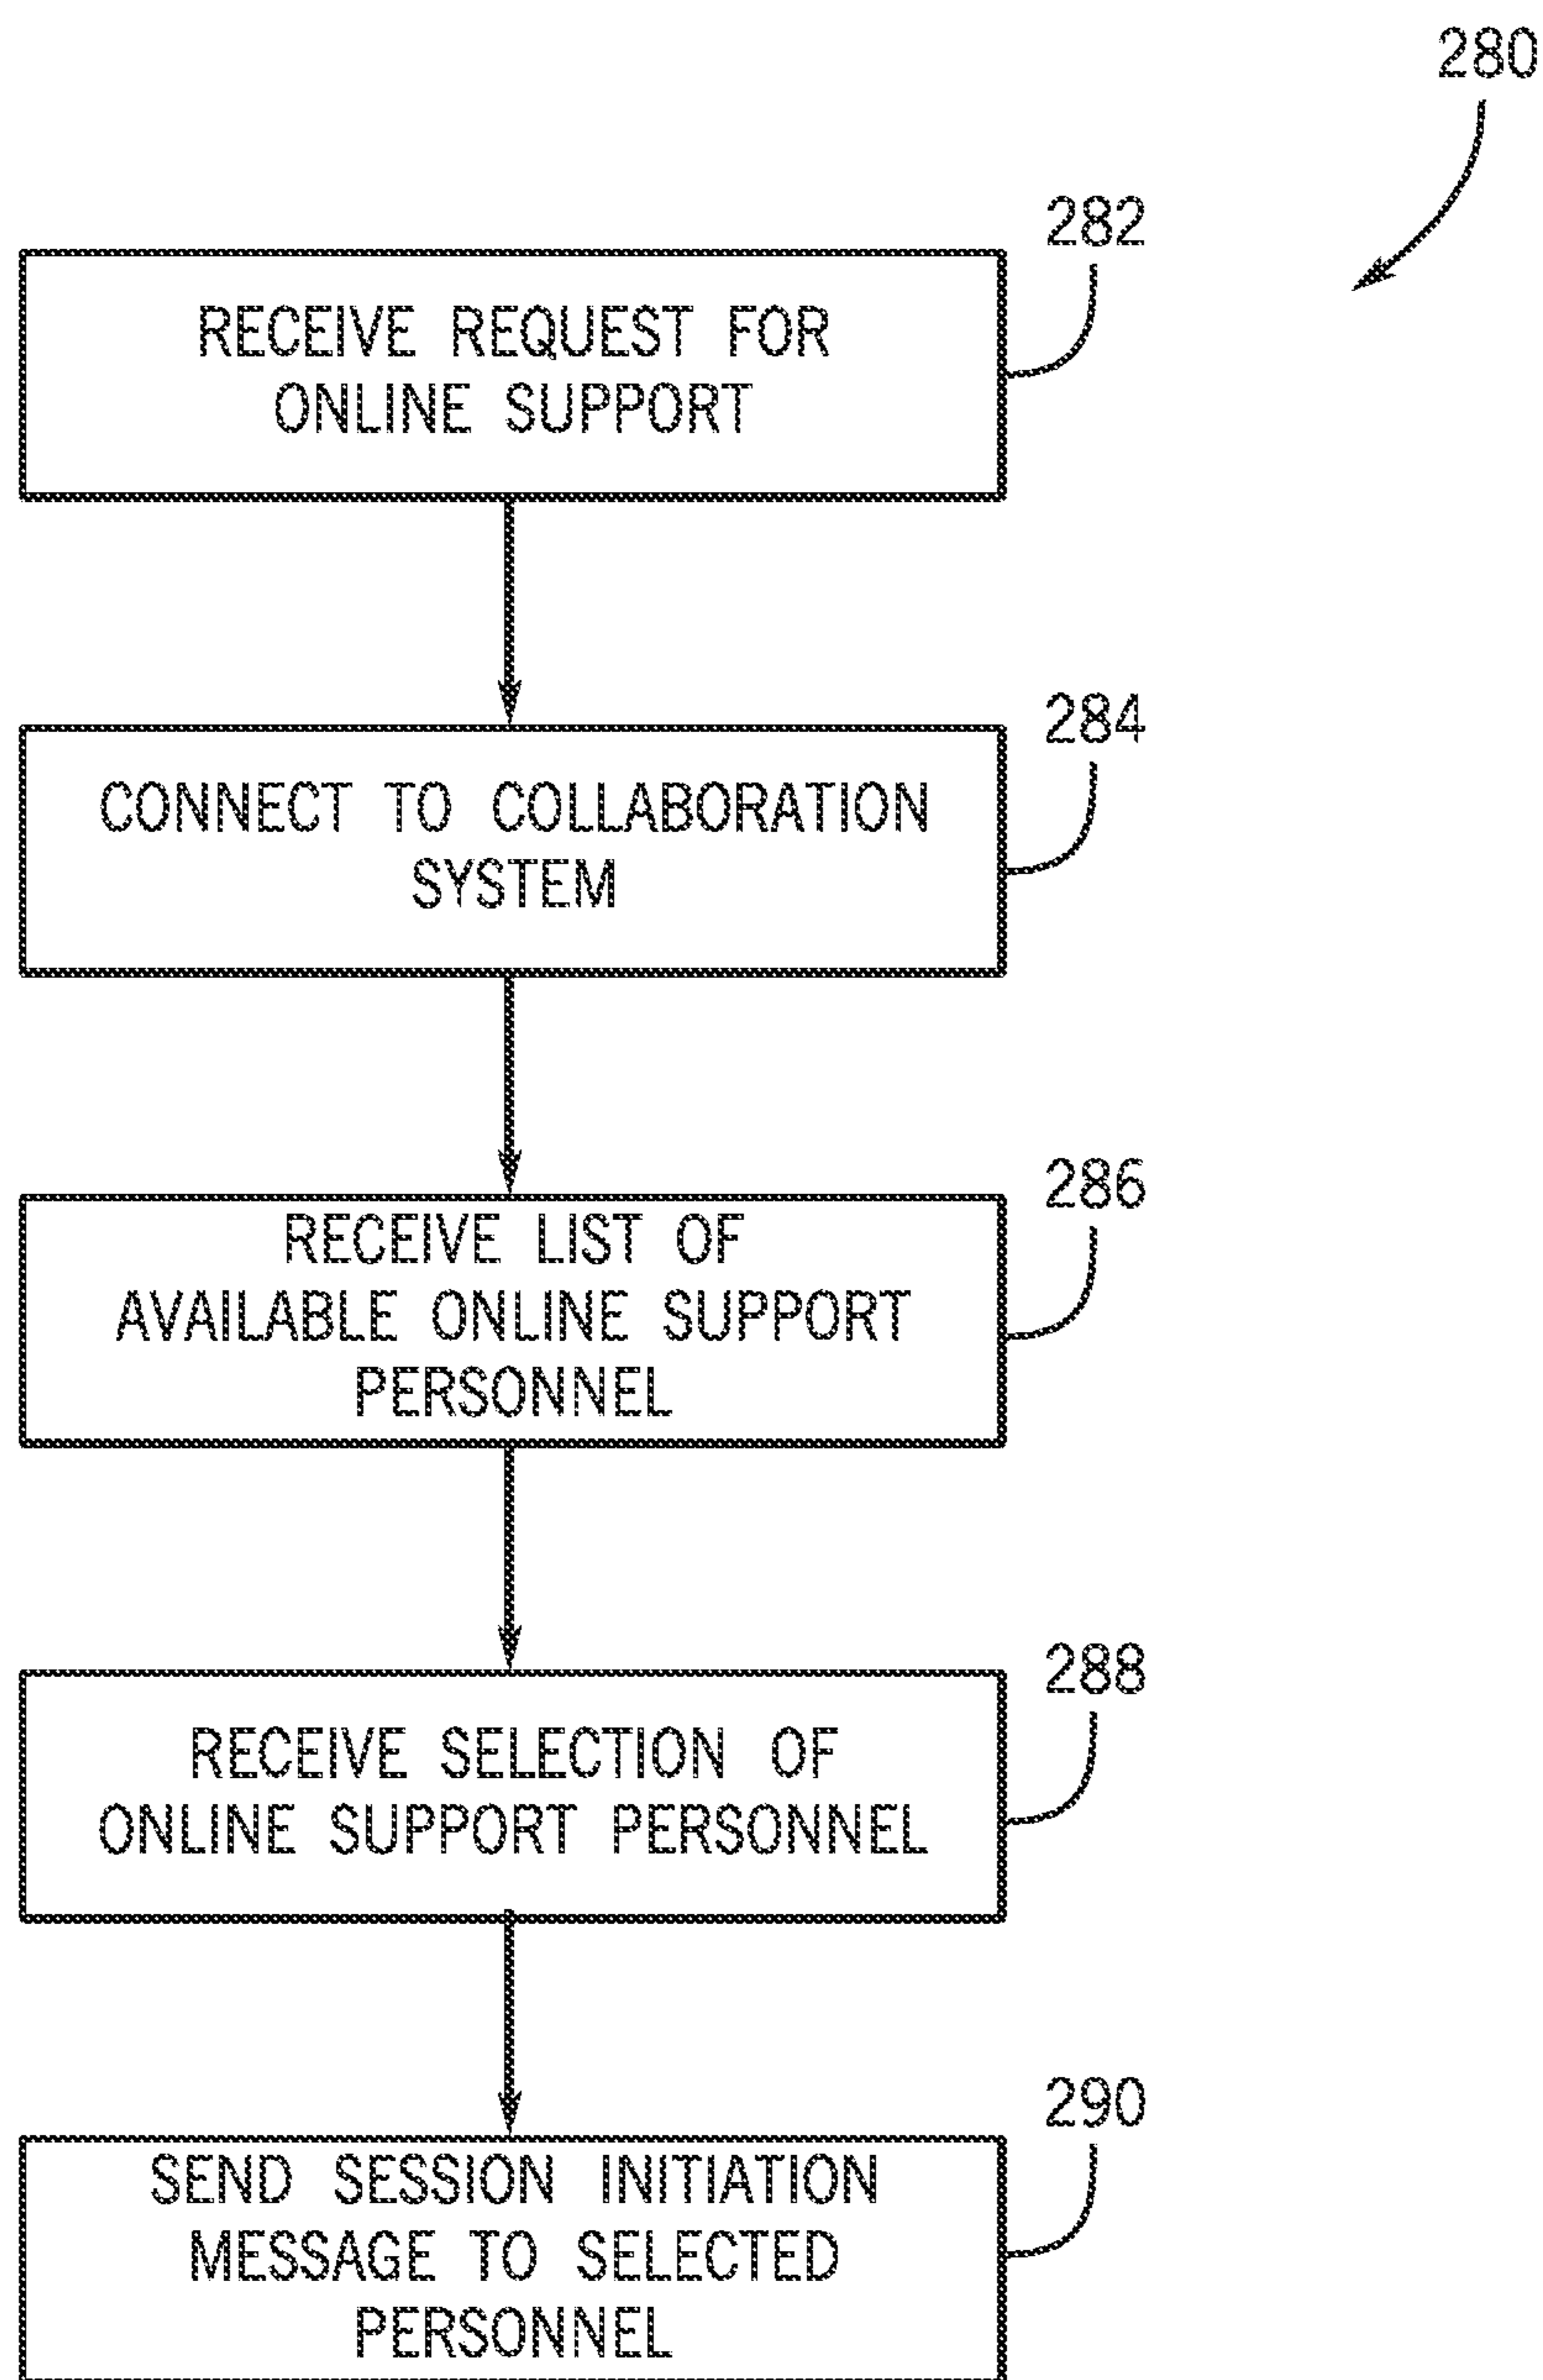 280
282
RECEIVE REQUEST FOR
ONLINE SUPPORT
284
CONNECT TO COLLABORATION
SYSTEM
286
RECEIVE LIST OF
AVAILABLE ONLINE SUPPORT
PERSONNEL
288
RECEIVE SELECTION OF
ONLINE SUPPORT PERSONNEL
290
SEND SESSION INITIATION
MESSAGE TO SELECTED
PERSONNEL